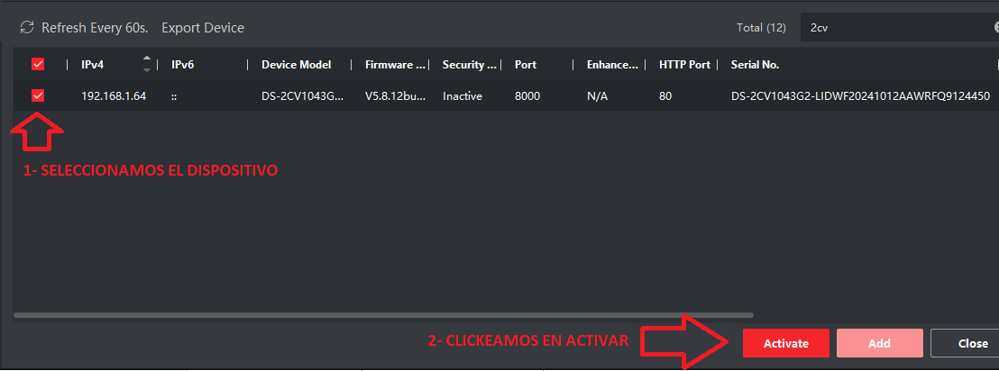 Refresh Every 60s. Export Device Total (12) 2cv
IPv4 IPv6 Device Model Firmware ... Security ... Port Enhance... HTTP Port Serial No.
192.168.1.64 :: DS-2CV1043G... V5.8.12bu... Inactive 8000 N/A 80 DS-2CV1043G2-LIDWF20241012AAWRFQ9124450
1- SELECCIONAMOS EL DISPOSITIVO
2- CLICKEAMOS EN ACTIVAR Activate Add Close